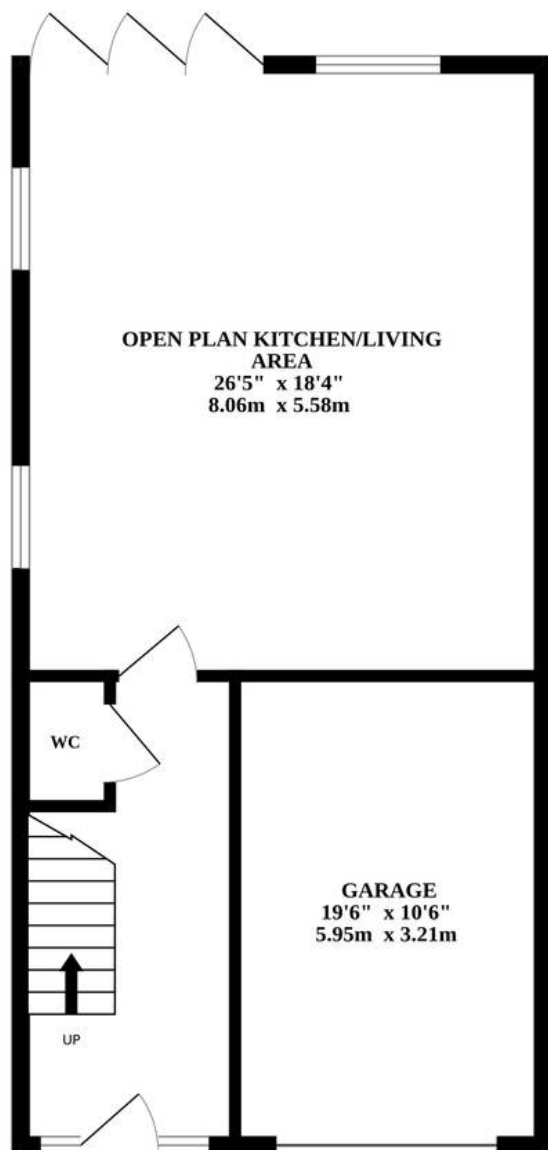 OPEN PLAN KITCHEN/LIVING
AREA
26'5" x 18'4"
8.06m x 5.58m
WC
GARAGE
19'6" x 10'6"
5.95m x 3.21m
UP